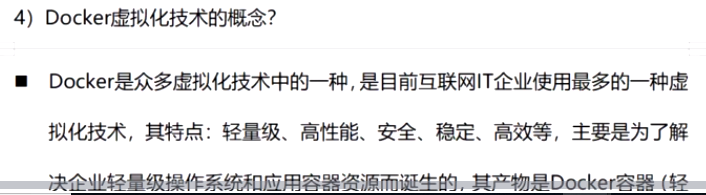 4）Docker虚拟化技术的概念？
■ Docker是众多虚拟化技术中的一种，是目前互联网IT企业使用最多的一种虚
拟化技术，其特点：轻量级、高性能、安全、稳定、高效等，主要是为了解
决企业轻量级操作系统和应用容器资源而诞生的，其产物是Docker容器（轻